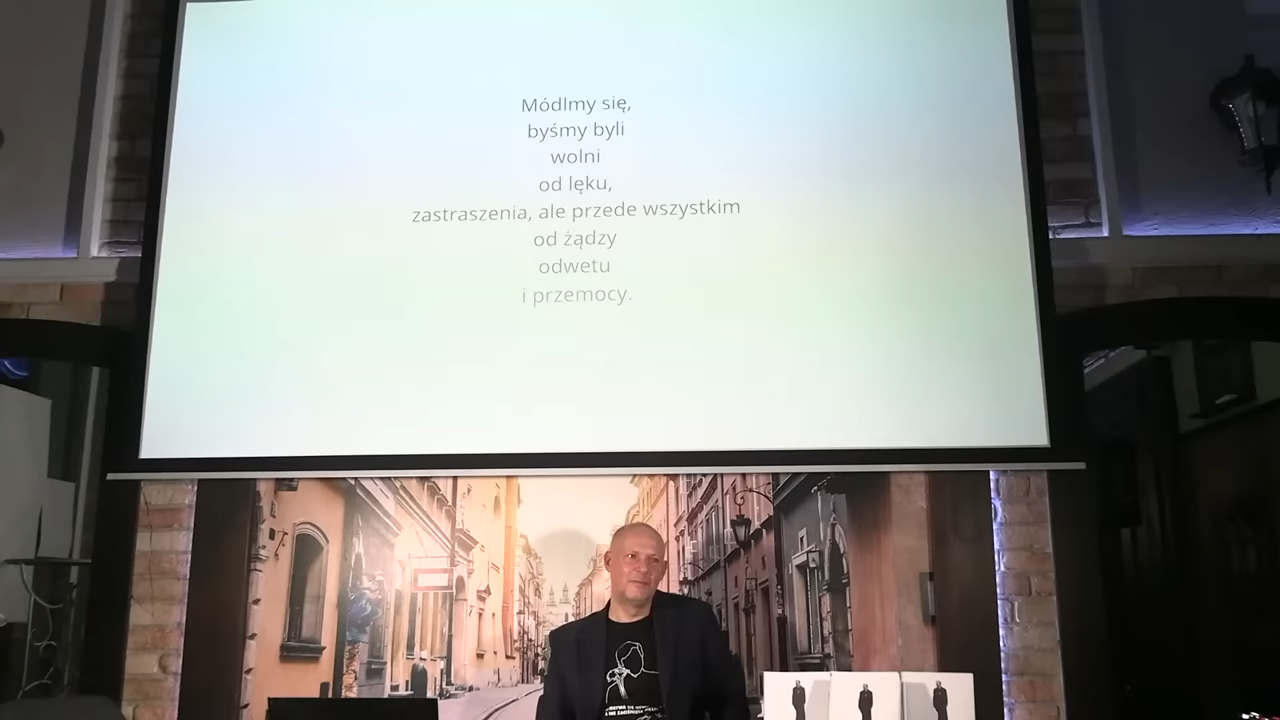 Módlmy się,
byśmy byli
wolni
od lęku,
zastraszenia, ale przede wszystkim
od żądzy
odwetu
i przemocy.